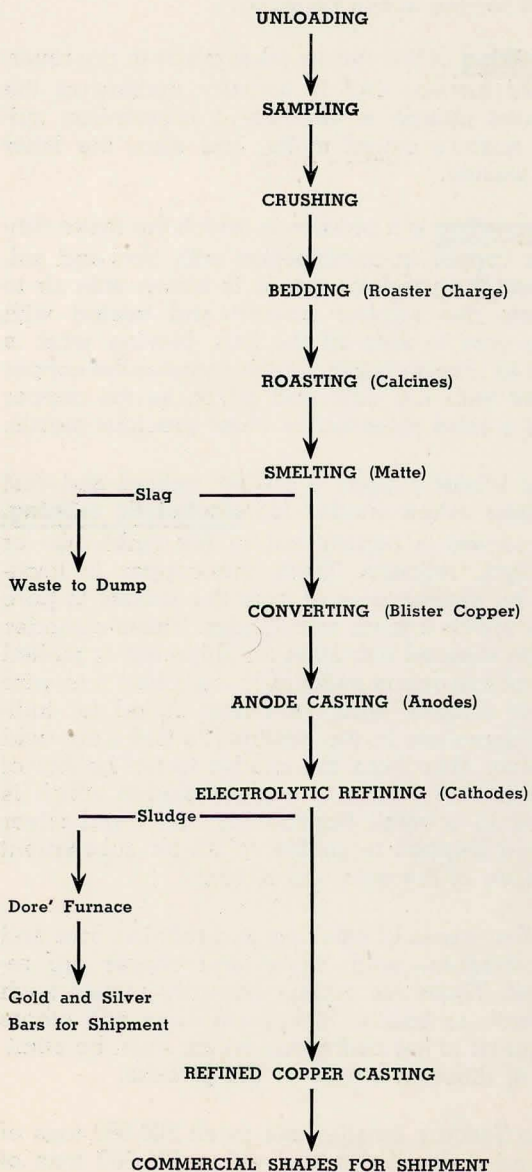 UNLOADING
SAMPLING
CRUSHING
BEDDING (Roaster Charge)
ROASTING (Calcines)
SMELTING (Matte)
Slag
Waste to Dump
CONVERTING (Blister Copper)
ANODE CASTING (Anodes)
ELECTROLYTIC REFINING (Cathodes)
Sludge
Dore' Furnace
Gold and Silver
Bars for Shipment
REFINED COPPER CASTING
COMMERCIAL SHAPES FOR SHIPMENT